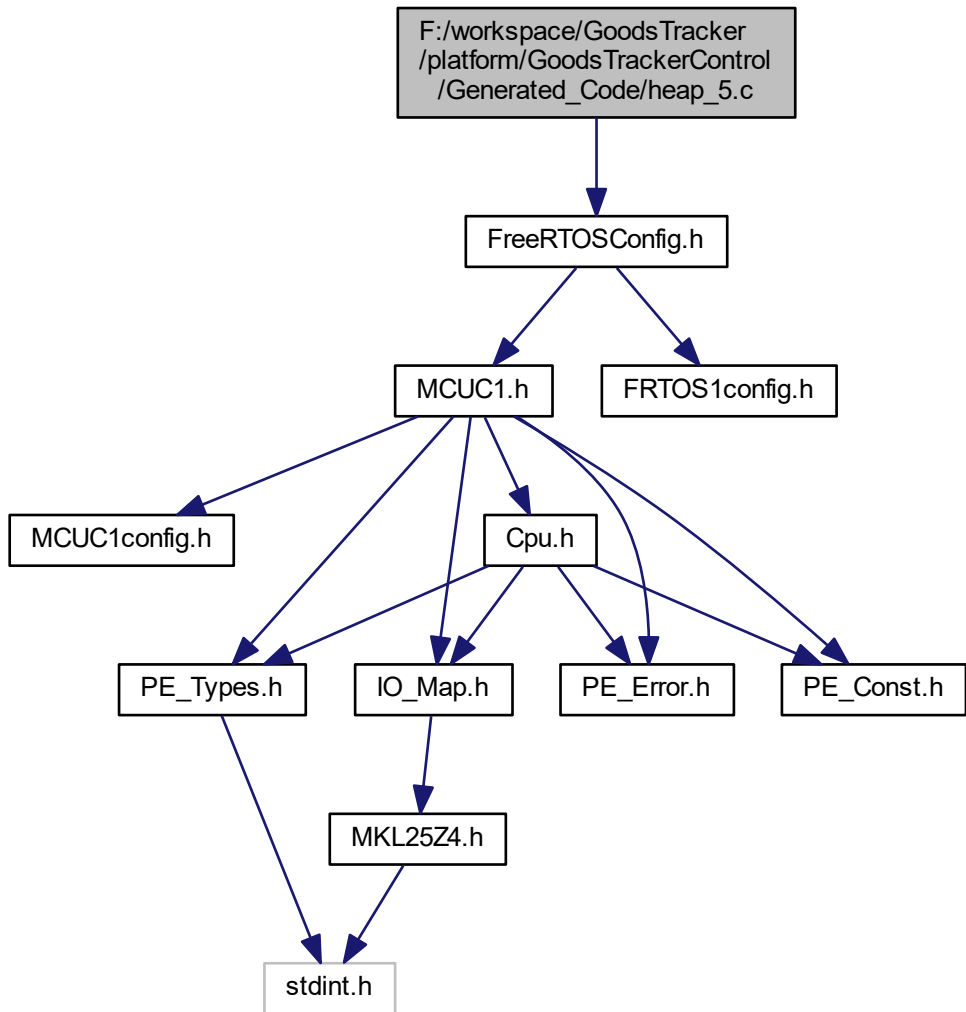 F:/workspace/GoodsTracker
/platform/GoodsTrackerControl
/Generated_Code/heap_5.c
FreeRTOSConfig.h
MCUC1.h
FRTOS1config.h
MCUC1config.h
Cpu.h
PE_Types.h
IO_Map.h
PE_Error.h
PE_Const.h
MKL25Z4.h
stdint.h